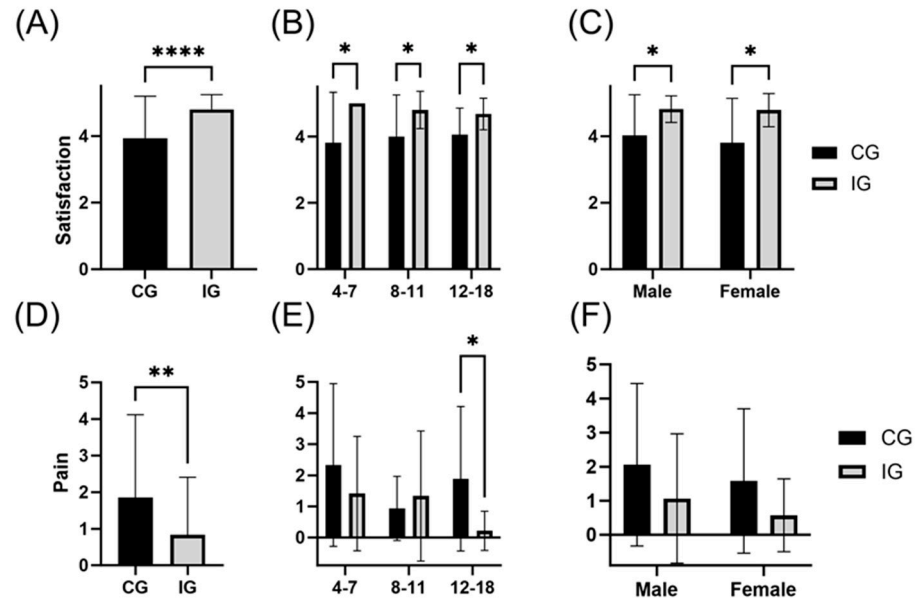 (A)
****
Satisfaction
4
2
0
CG IG
(B)
* * *
4
2
0
4-7 8-11 12-18
(C)
* *
4
2
0
Male Female
CG
IG
(D)
**
Pain
5
4
3
2
1
0
CG IG
(E)
*
5
4
3
2
1
0
4-7 8-11 12-18
(F)
5
4
3
2
1
0
Male Female
CG
IG